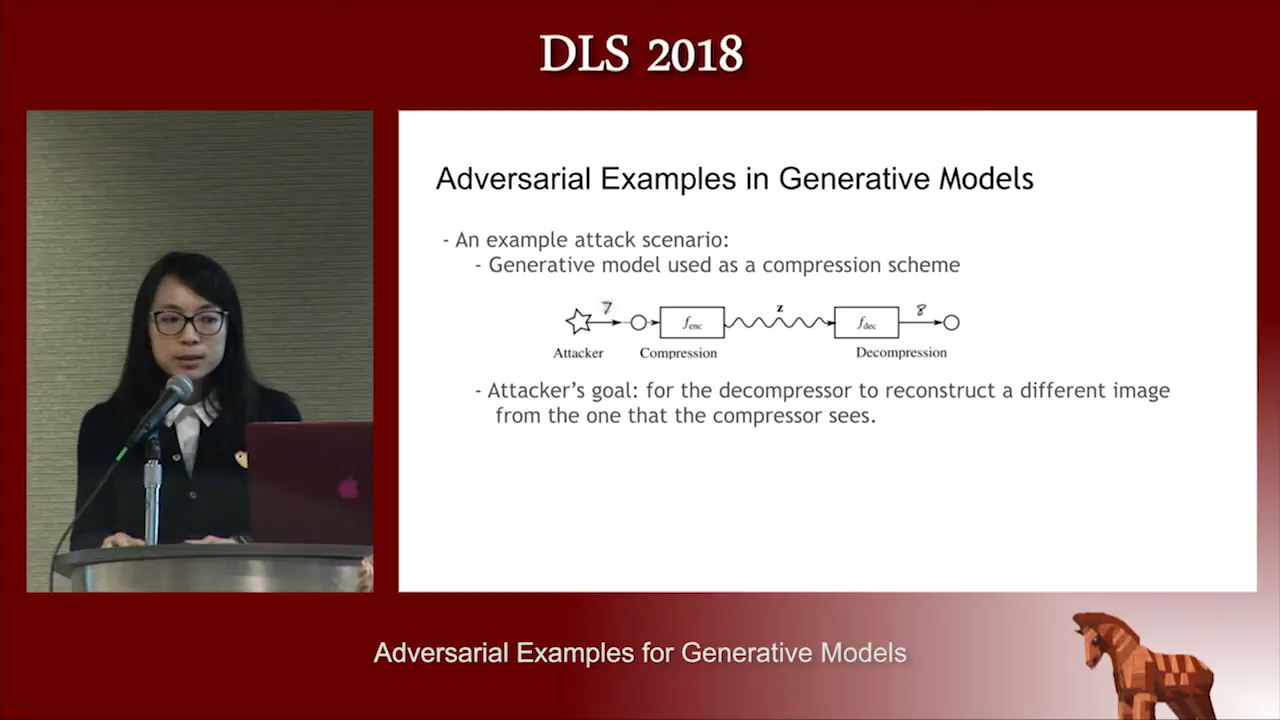 DLS 2018
Adversarial Examples in Generative Models
- An example attack scenario:
- Generative model used as a compression scheme
7
z
8
f_enc
f_dec
Attacker
Compression
Decompression
- Attacker's goal: for the decompressor to reconstruct a different image
from the one that the compressor sees.
Adversarial Examples for Generative Models